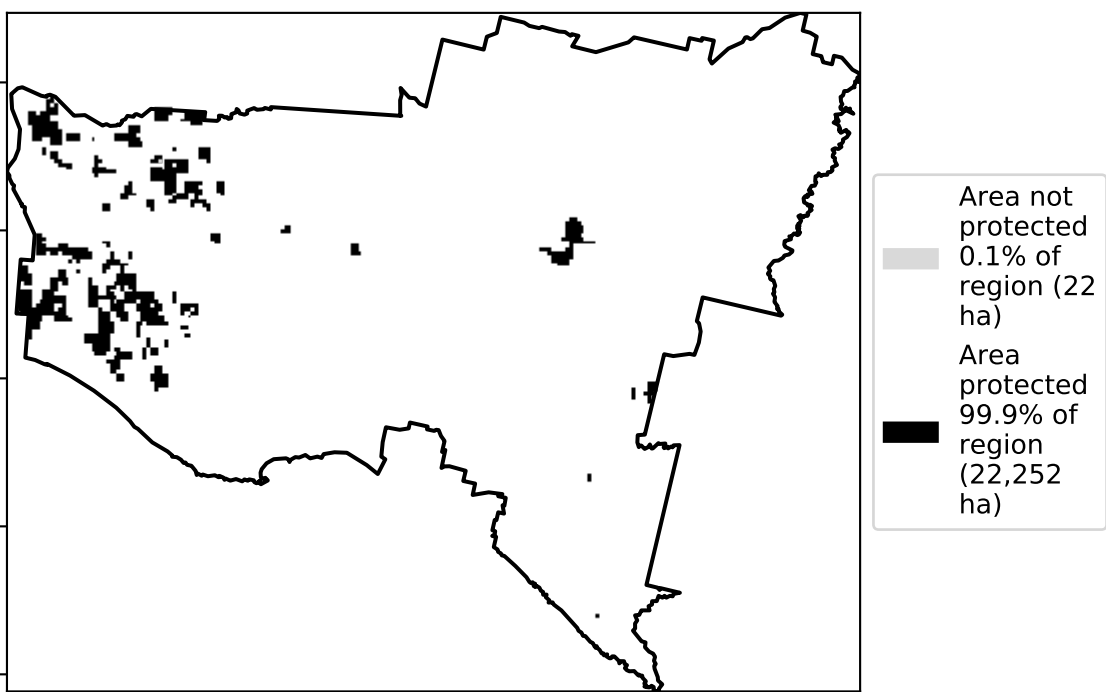 Area not
protected
0.1% of
region (22
ha)
Area
protected
99.9% of
region
(22,252
ha)